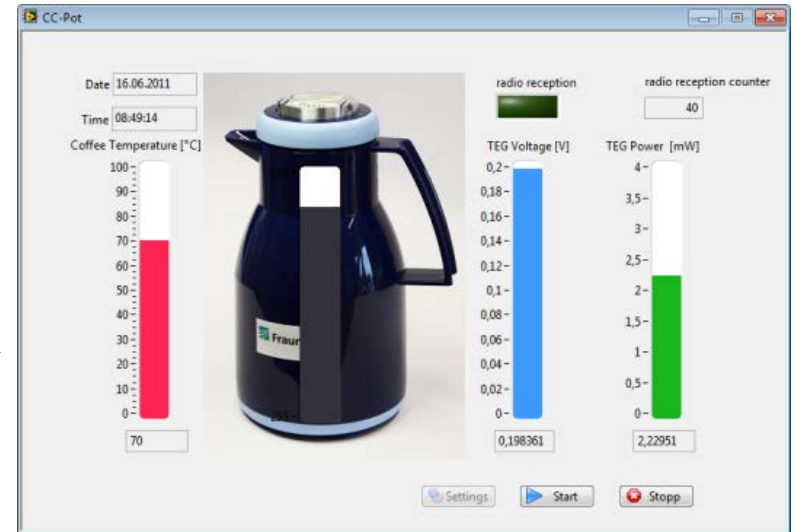 CC-Pot
Date 16.06.2011
Time 08:49:14
radio reception
radio reception counter
40
Coffee Temperature [°C]
100
90
80
70
60
50
40
30
20
10
0
70
Fraun
TEG Voltage [V]
0,2
0,18
0,16
0,14
0,12
0,1
0,08
0,06
0,04
0,02
0
0,198361
TEG Power [mW]
4
3,5
3
2,5
2
1,5
1
0,5
0
2,22951
Settings
Start
Stopp